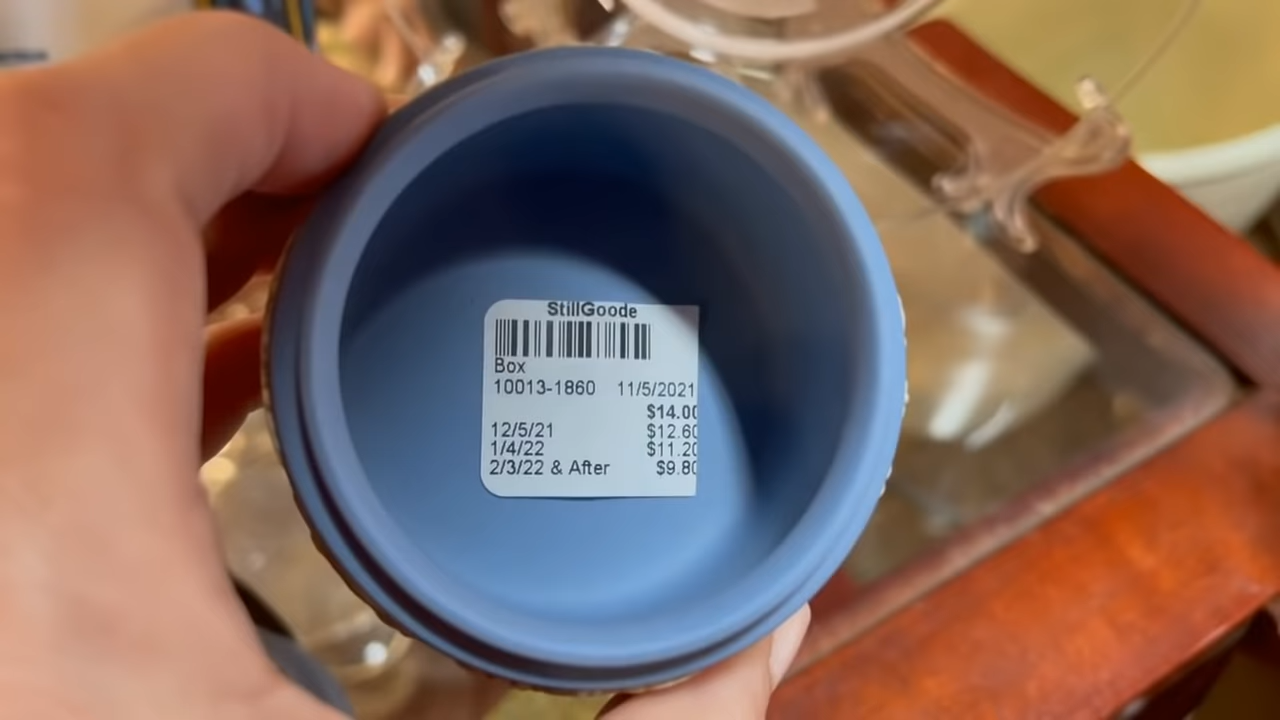 StillGoode
Box
10013-1860 11/5/2021
$14.00
12/5/21 $12.60
1/4/22 $11.20
2/3/22 & After $9.80